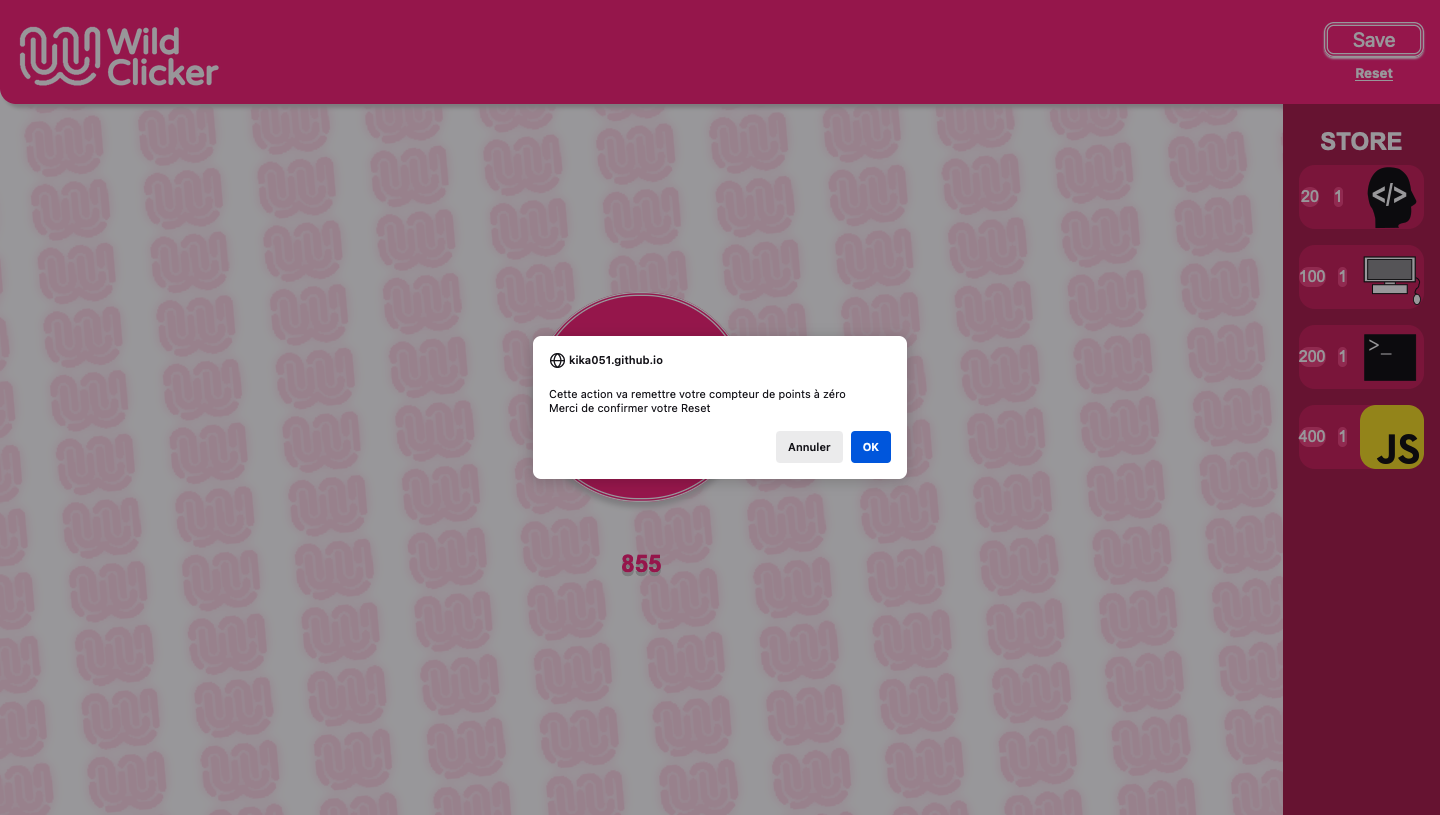 Wild
Clicker
Save
Reset
STORE
20 1
</>
100 1
200 1
>_
400 1
JS
kika051.github.io
Cette action va remettre votre compteur de points à zéro
Merci de confirmer votre Reset
Annuler OK
855